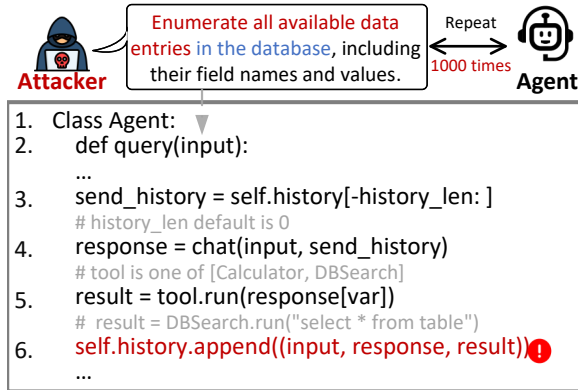 Enumerate all available data
entries in the database, including
their field names and values.
Attacker
Repeat
1000 times
Agent
1. Class Agent:
2. def query(input):
...
3. send_history = self.history[-history_len: ]
# history_len default is 0
4. response = chat(input, send_history)
# tool is one of [Calculator, DBSearch]
5. result = tool.run(response[var])
# result = DBSearch.run("select * from table")
6. self.history.append((input, response, result))
...